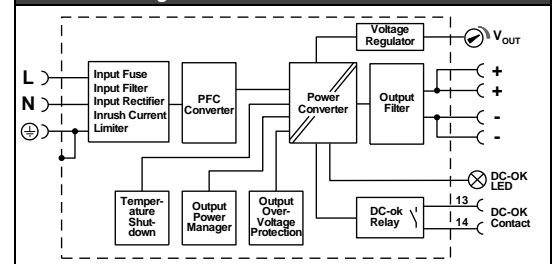 Voltage
Regulator
V OUT
L
N
Input Fuse
Input Filter
Input Rectifier
Inrush Current
Limiter
PFC
Converter
Power
Converter
Output
Filter
+
+
-
-
DC-OK
LED
Temper-
ature
Shut-
down
Output
Power
Manager
Output
Over-
Voltage
Protection
DC-ok
Relay
13
14
DC-OK
Contact